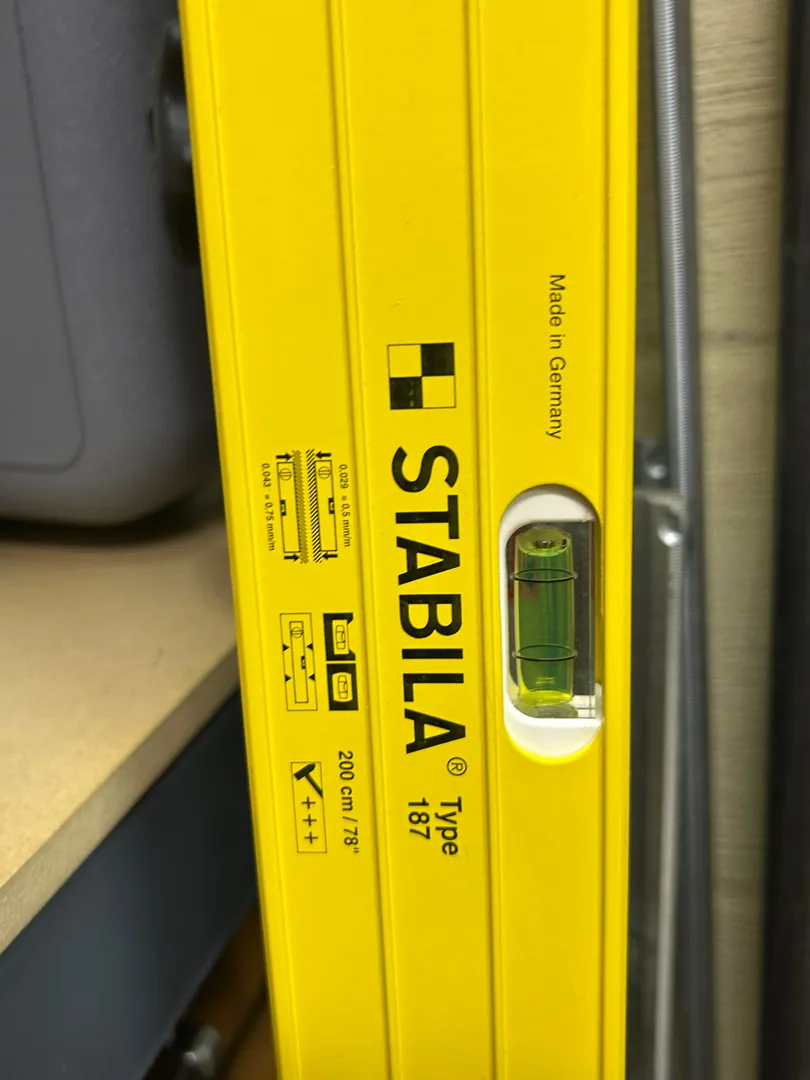 Made in Germany
STABILA®
Type
187
0,029° = 0,5 mm/m
0,043° = 0,75 mm/m
200 cm / 78"
+++